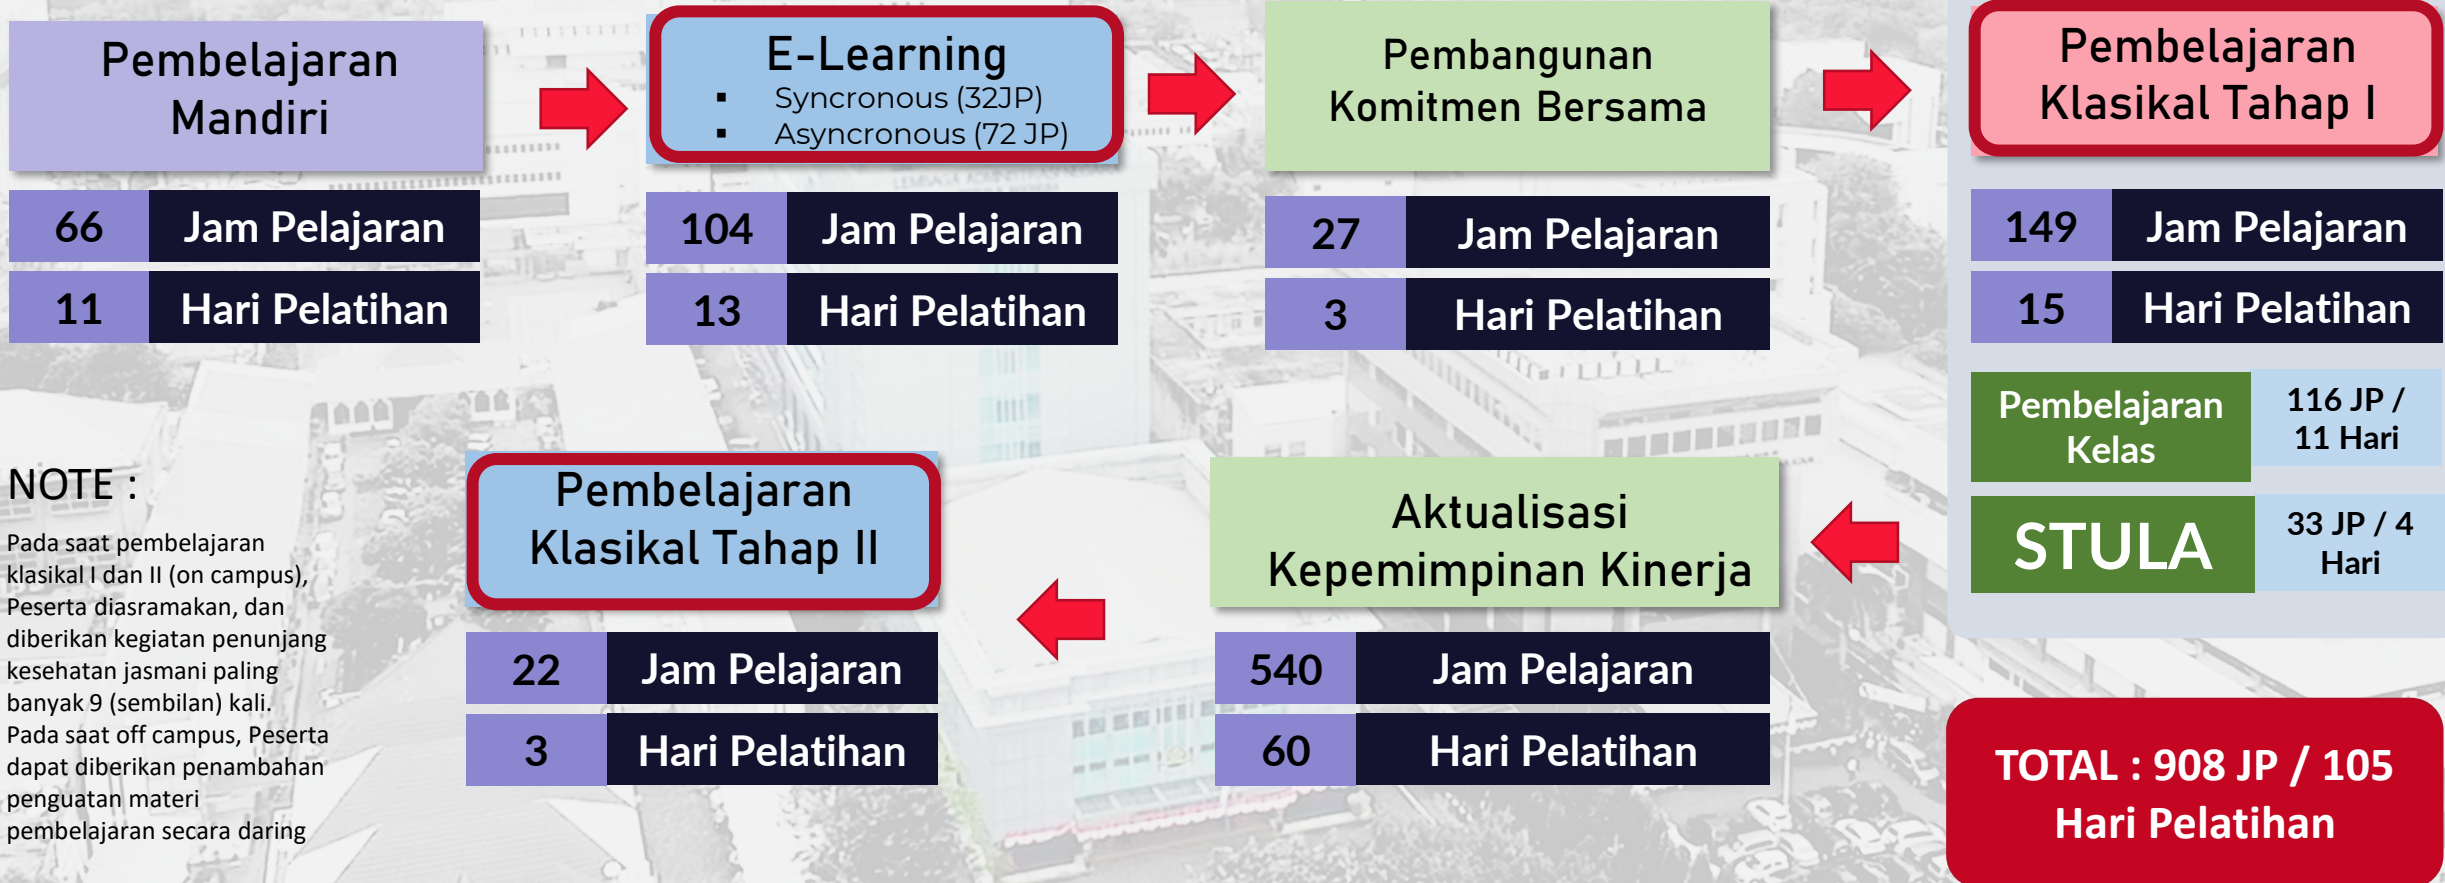 Pembelajaran
Mandiri
66
Jam Pelajaran
11
Hari Pelatihan
E-Learning
▪ Syncronous (32JP)
▪ Asyncronous (72 JP)
104
Jam Pelajaran
13
Hari Pelatihan
Pembangunan
Komitmen Bersama
27
Jam Pelajaran
3
Hari Pelatihan
Pembelajaran
Klasikal Tahap I
149
Jam Pelajaran
15
Hari Pelatihan
Pembelajaran
Kelas
116 JP /
11 Hari
STULA
33 JP / 4
Hari
Aktualisasi
Kepemimpinan Kinerja
540
Jam Pelajaran
60
Hari Pelatihan
Pembelajaran
Klasikal Tahap II
22
Jam Pelajaran
3
Hari Pelatihan
NOTE :
Pada saat pembelajaran
klasikal I dan II (on campus),
Peserta diasramakan, dan
diberikan kegiatan penunjang
kesehatan jasmani paling
banyak 9 (sembilan) kali.
Pada saat off campus, Peserta
dapat diberikan penambahan
penguatan materi
pembelajaran secara daring
TOTAL : 908 JP / 105
Hari Pelatihan